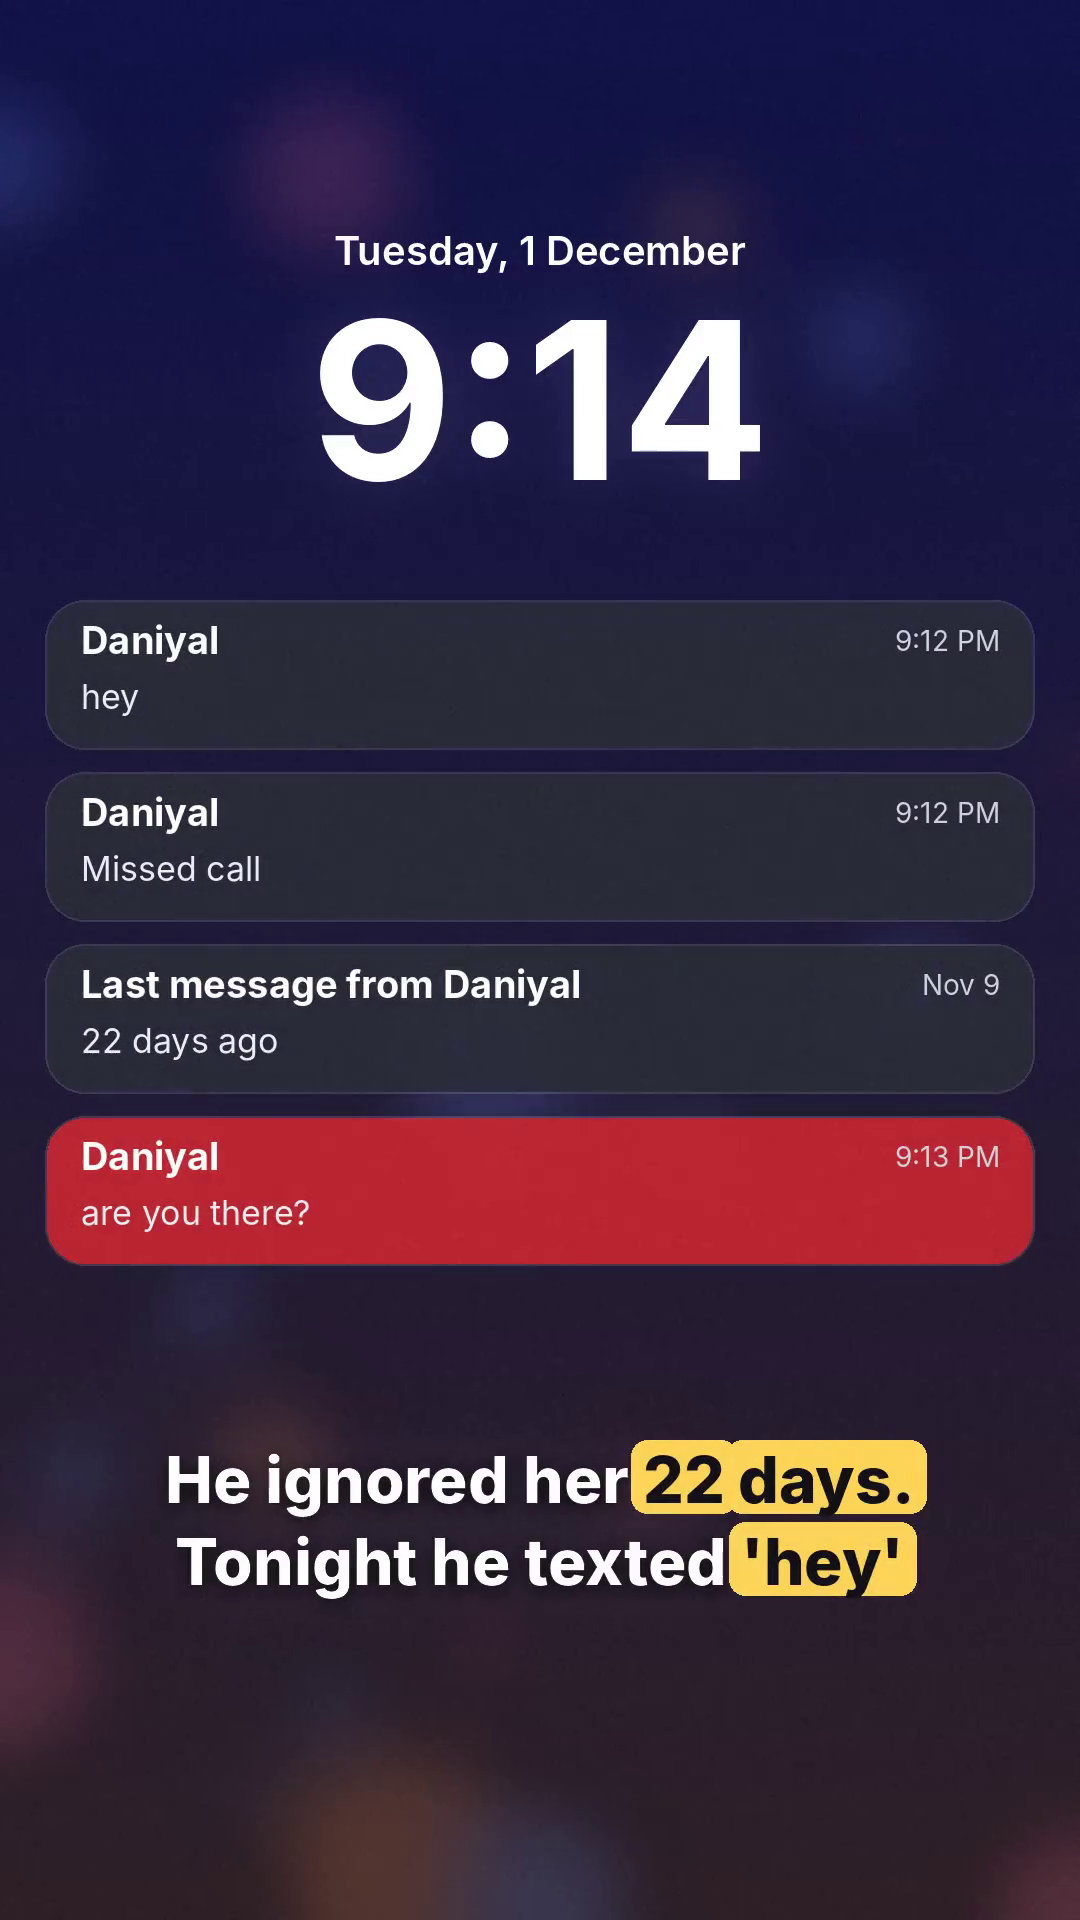 Tuesday, 1 December
9:14
Daniyal 9:12 PM
hey
Daniyal 9:12 PM
Missed call
Last message from Daniyal Nov 9
22 days ago
Daniyal 9:13 PM
are you there?
He ignored her 22 days.
Tonight he texted 'hey'